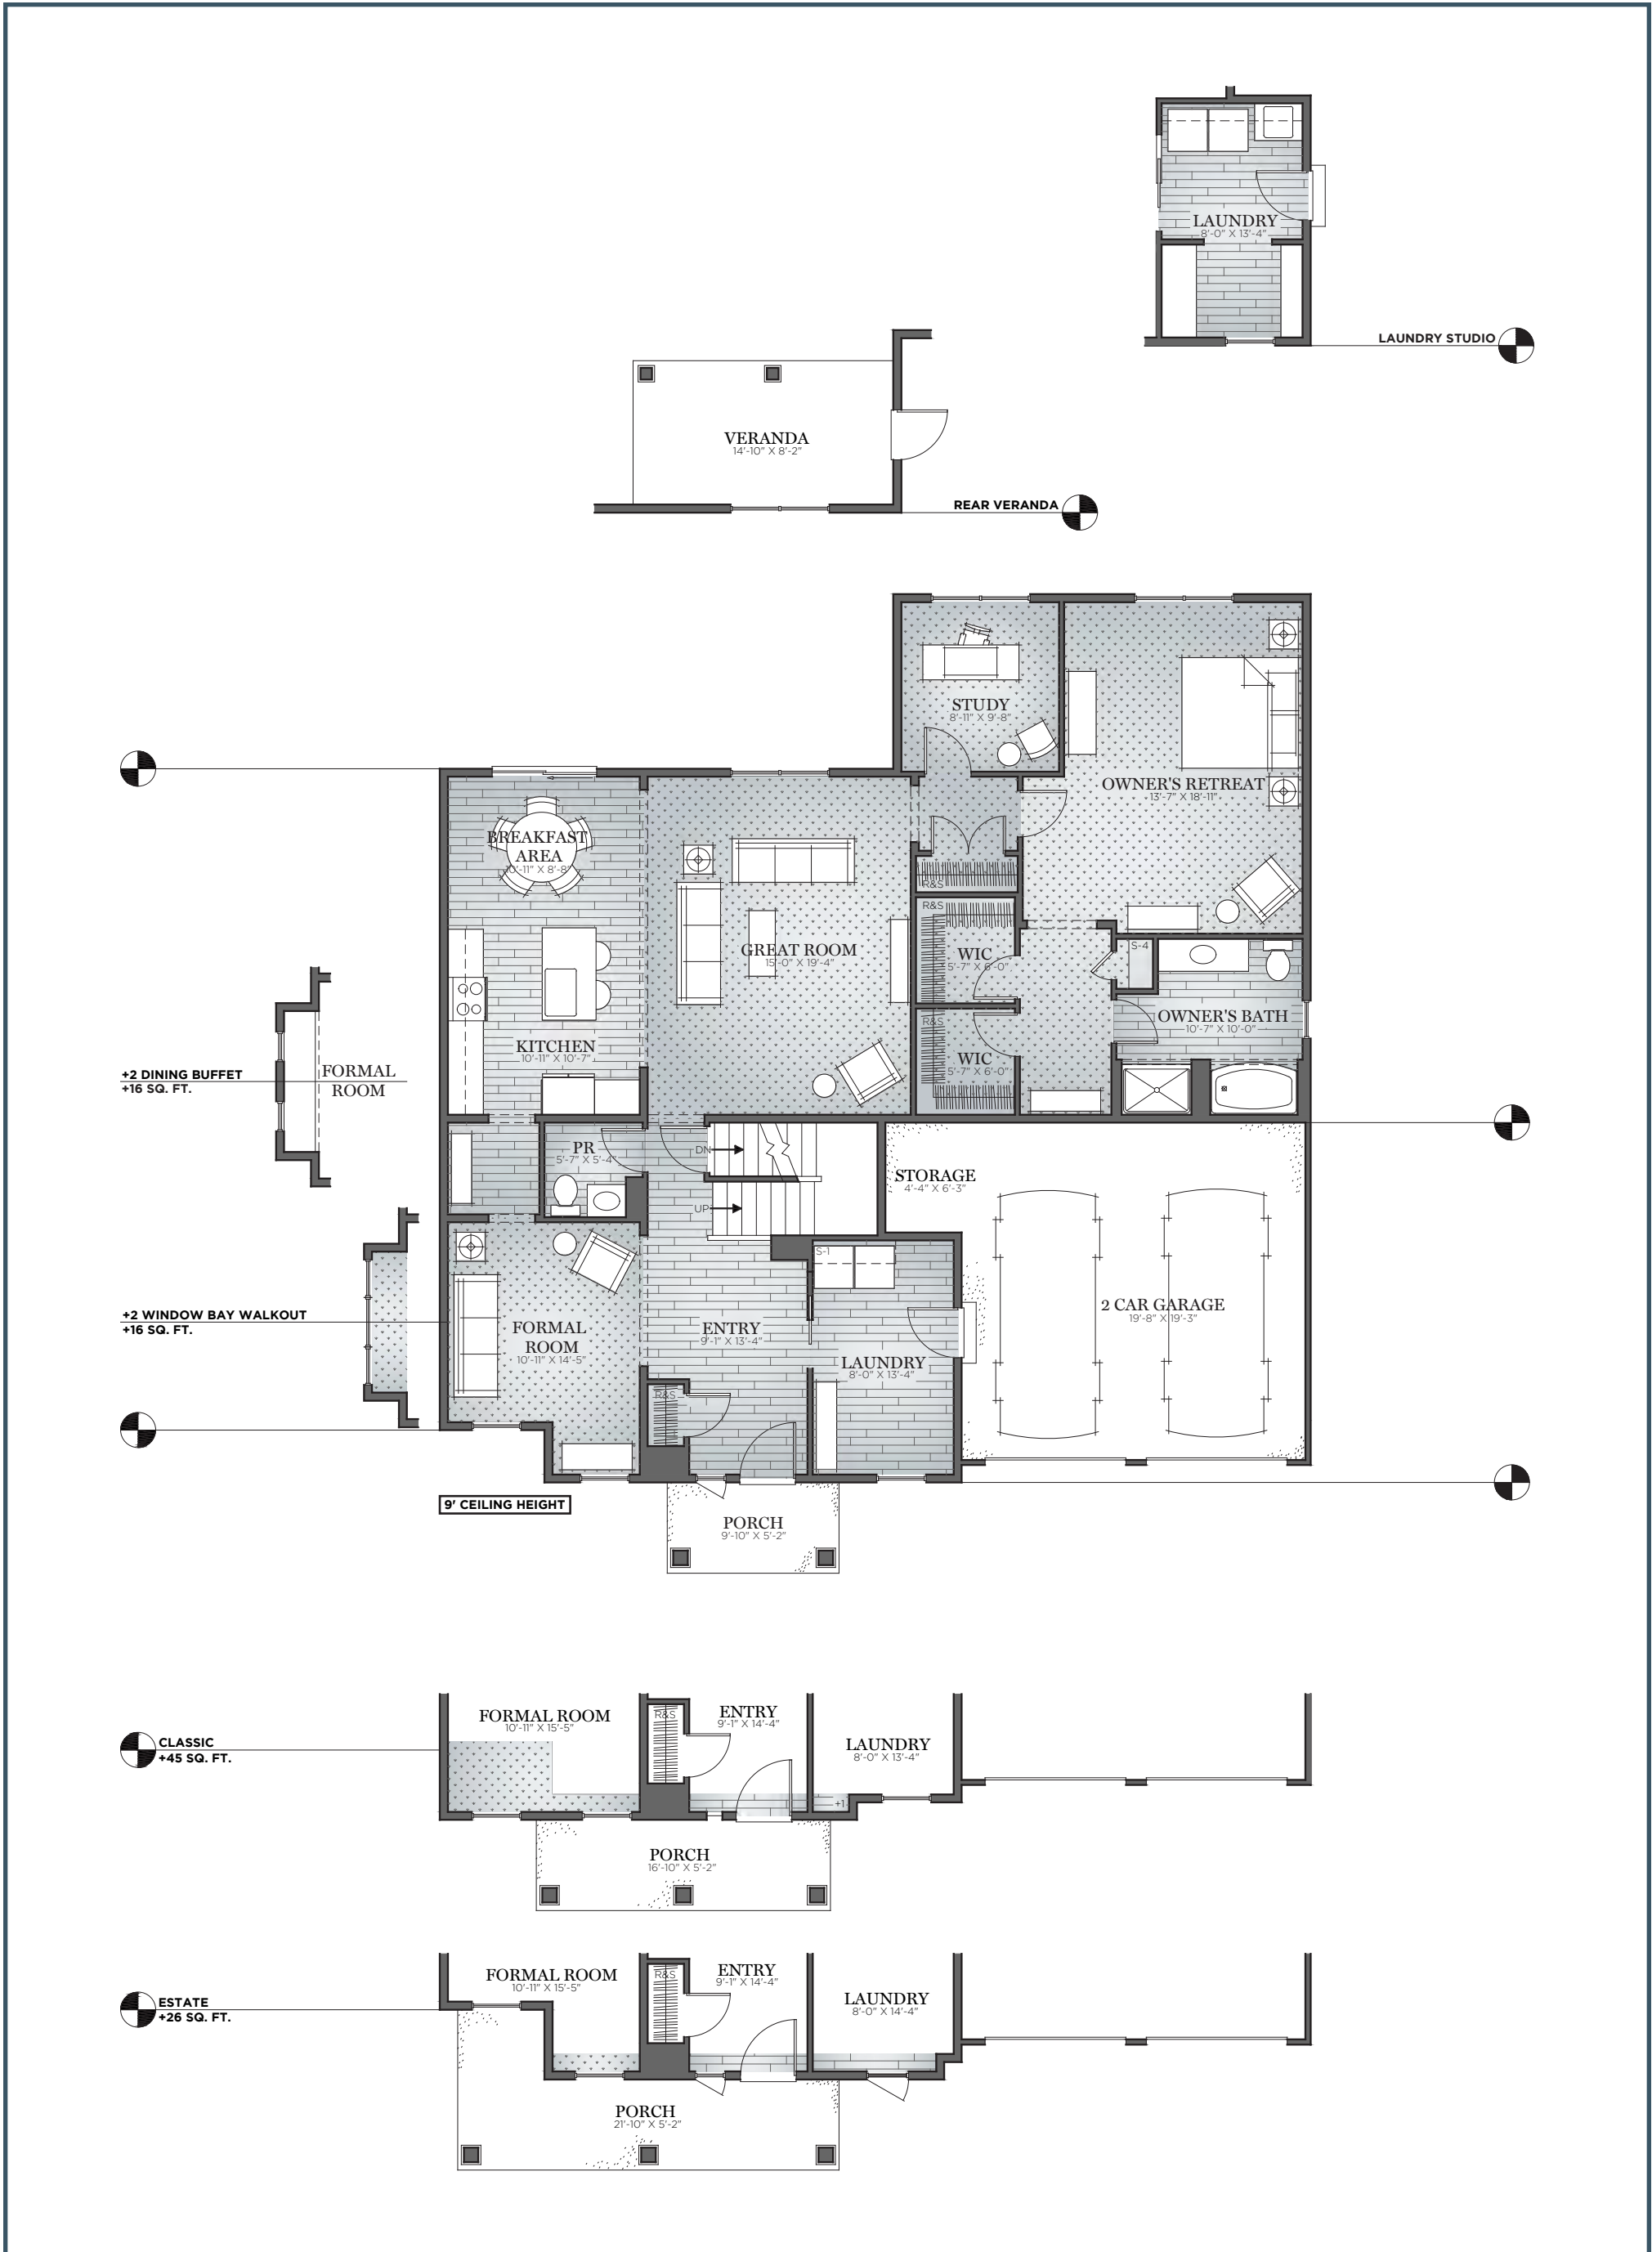 LAUNDRY
8'-0" X 13'-4"
LAUNDRY STUDIO
VERANDA
14'-10" X 8'-2"
REAR VERANDA
STUDY
8'-11" X 9'-8"
OWNER'S RETREAT
13'-7" X 18'-11"
BREAKFAST
AREA
10'-11" X 8'-8"
R&S
R&S
GREAT ROOM
15'-0" X 19'-4"
WIC
5'-7" X 6'-0"
S-4
R&S
OWNER'S BATH
10'-7" X 10'-0"
KITCHEN
10'-11" X 10'-7"
WIC
5'-7" X 6'-0"
+2 DINING BUFFET
+16 SQ. FT.
FORMAL
ROOM
PR
5'-7" X 5'-4"
DN
STORAGE
4'-4" X 6'-3"
UP
S-1
+2 WINDOW BAY WALKOUT
+16 SQ. FT.
FORMAL
ROOM
10'-11" X 14'-5"
ENTRY
9'-1" X 13'-4"
2 CAR GARAGE
19'-8" X 19'-3"
LAUNDRY
8'-0" X 13'-4"
R&S
9' CEILING HEIGHT
PORCH
9'-10" X 5'-2"
FORMAL ROOM
10'-11" X 15'-5"
R&S
ENTRY
9'-1" X 14'-4"
CLASSIC
+45 SQ. FT.
LAUNDRY
8'-0" X 13'-4"
+1
PORCH
16'-10" X 5'-2"
FORMAL ROOM
10'-11" X 15'-5"
R&S
ENTRY
9'-1" X 14'-4"
ESTATE
+26 SQ. FT.
LAUNDRY
8'-0" X 14'-4"
PORCH
21'-10" X 5'-2"